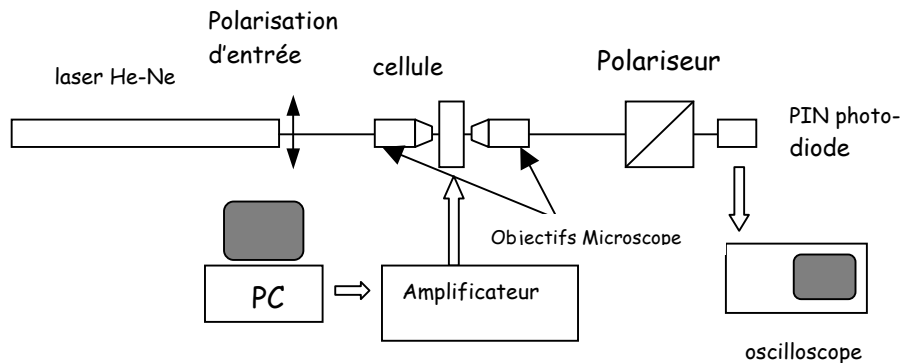 Polarisation
d'entrée
laser He-Ne
cellule
Polariseur
PIN photo-
diode
Objectifs Microscope
PC
Amplificateur
oscilloscope